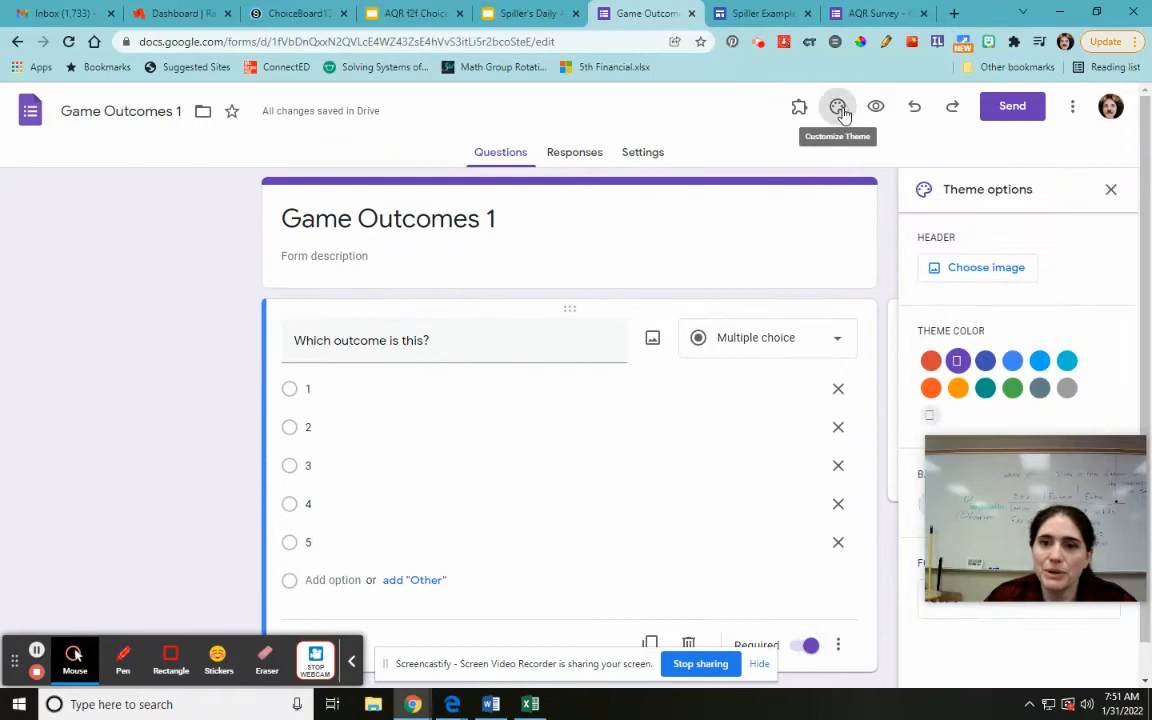 Inbox (1,733)
Dashboard | Ra
ChoiceBoard13
AQR f2f Choice
Spiller's Daily A
Game Outcom
Spiller Example
AQR Survey -
docs.google.com/forms/d/1fVbDnQxxN2QVLcE4WZ43ZsE4hVvS3itLi5r2bcoSteE/edit
Update
Apps
Bookmarks
Suggested Sites
ConnectED
Solving Systems of...
Math Group Rotati...
5th Financial.xlsx
Other bookmarks
Reading list
NEW
Game Outcomes 1
All changes saved in Drive
Send
Customize Theme
Questions
Responses
Settings
Theme options
Game Outcomes 1
Form description
HEADER
Choose image
Which outcome is this?
Multiple choice
THEME COLOR
1
2
3
4
5
Add option or add "Other"
Required
Mouse
Pen
Rectangle
Stickers
Eraser
STOP WEBCAM
Screencastify - Screen Video Recorder is sharing your screen.
Stop sharing
Hide
Type here to search
7:51 AM
1/31/2022